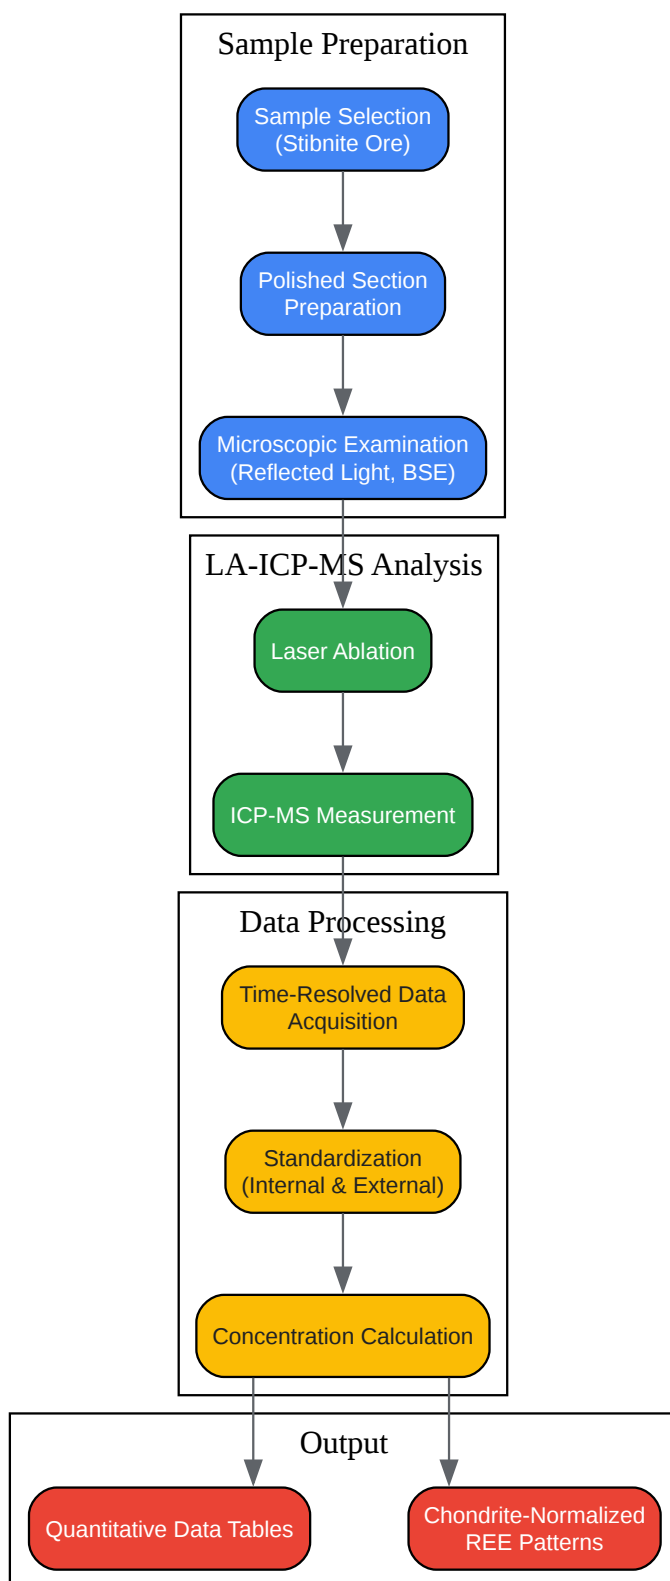 Sample Preparation
Sample Selection
(Stibnite Ore)
Polished Section
Preparation
Microscopic Examination
(Reflected Light, BSE)
LA-ICP-MS Analysis
Laser Ablation
ICP-MS Measurement
Data Processing
Time-Resolved Data
Acquisition
Standardization
(Internal & External)
Concentration Calculation
Output
Quantitative Data Tables
Chondrite-Normalized
REE Patterns